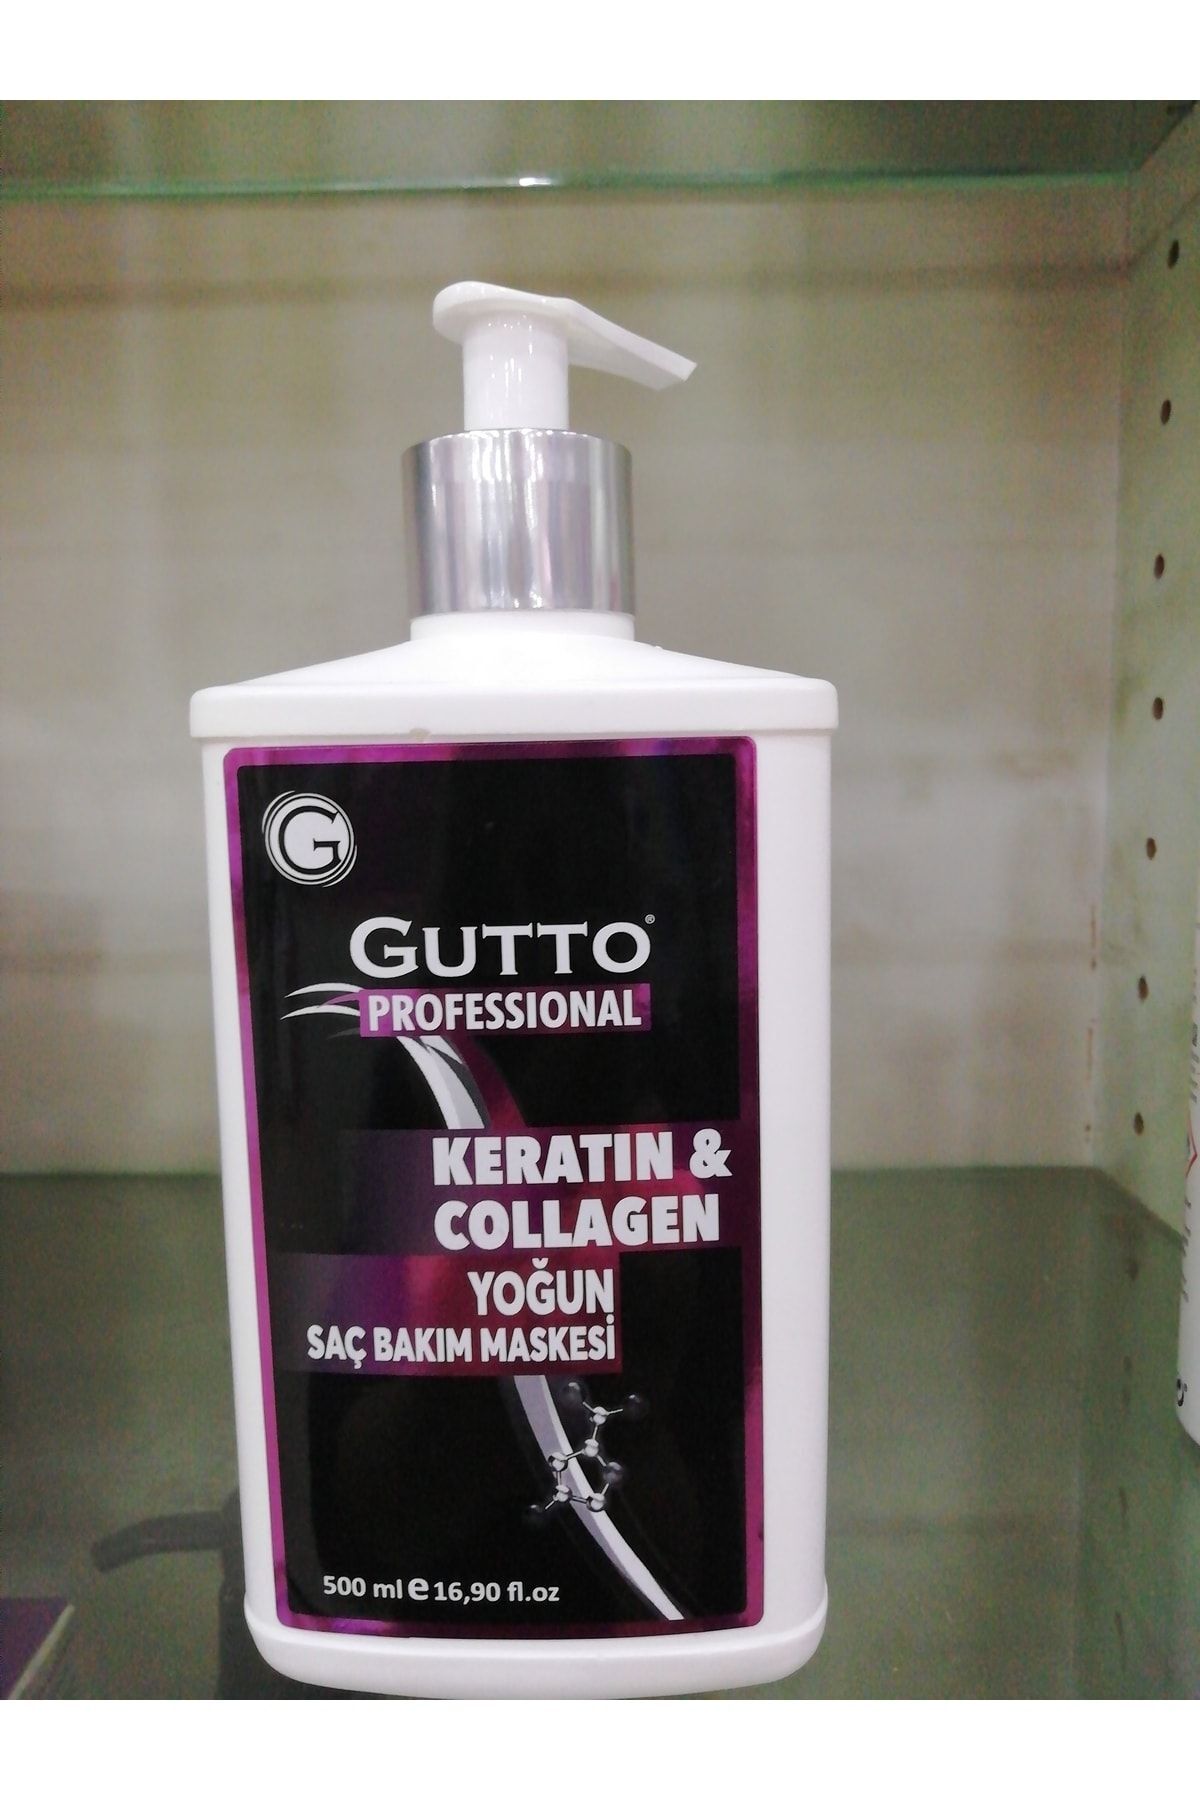 G
GUTTO®
PROFESSIONAL
KERATIN &
COLLAGEN
YOĞUN
SAÇ BAKIM MASKESİ
500 ml e 16,90 fl.oz